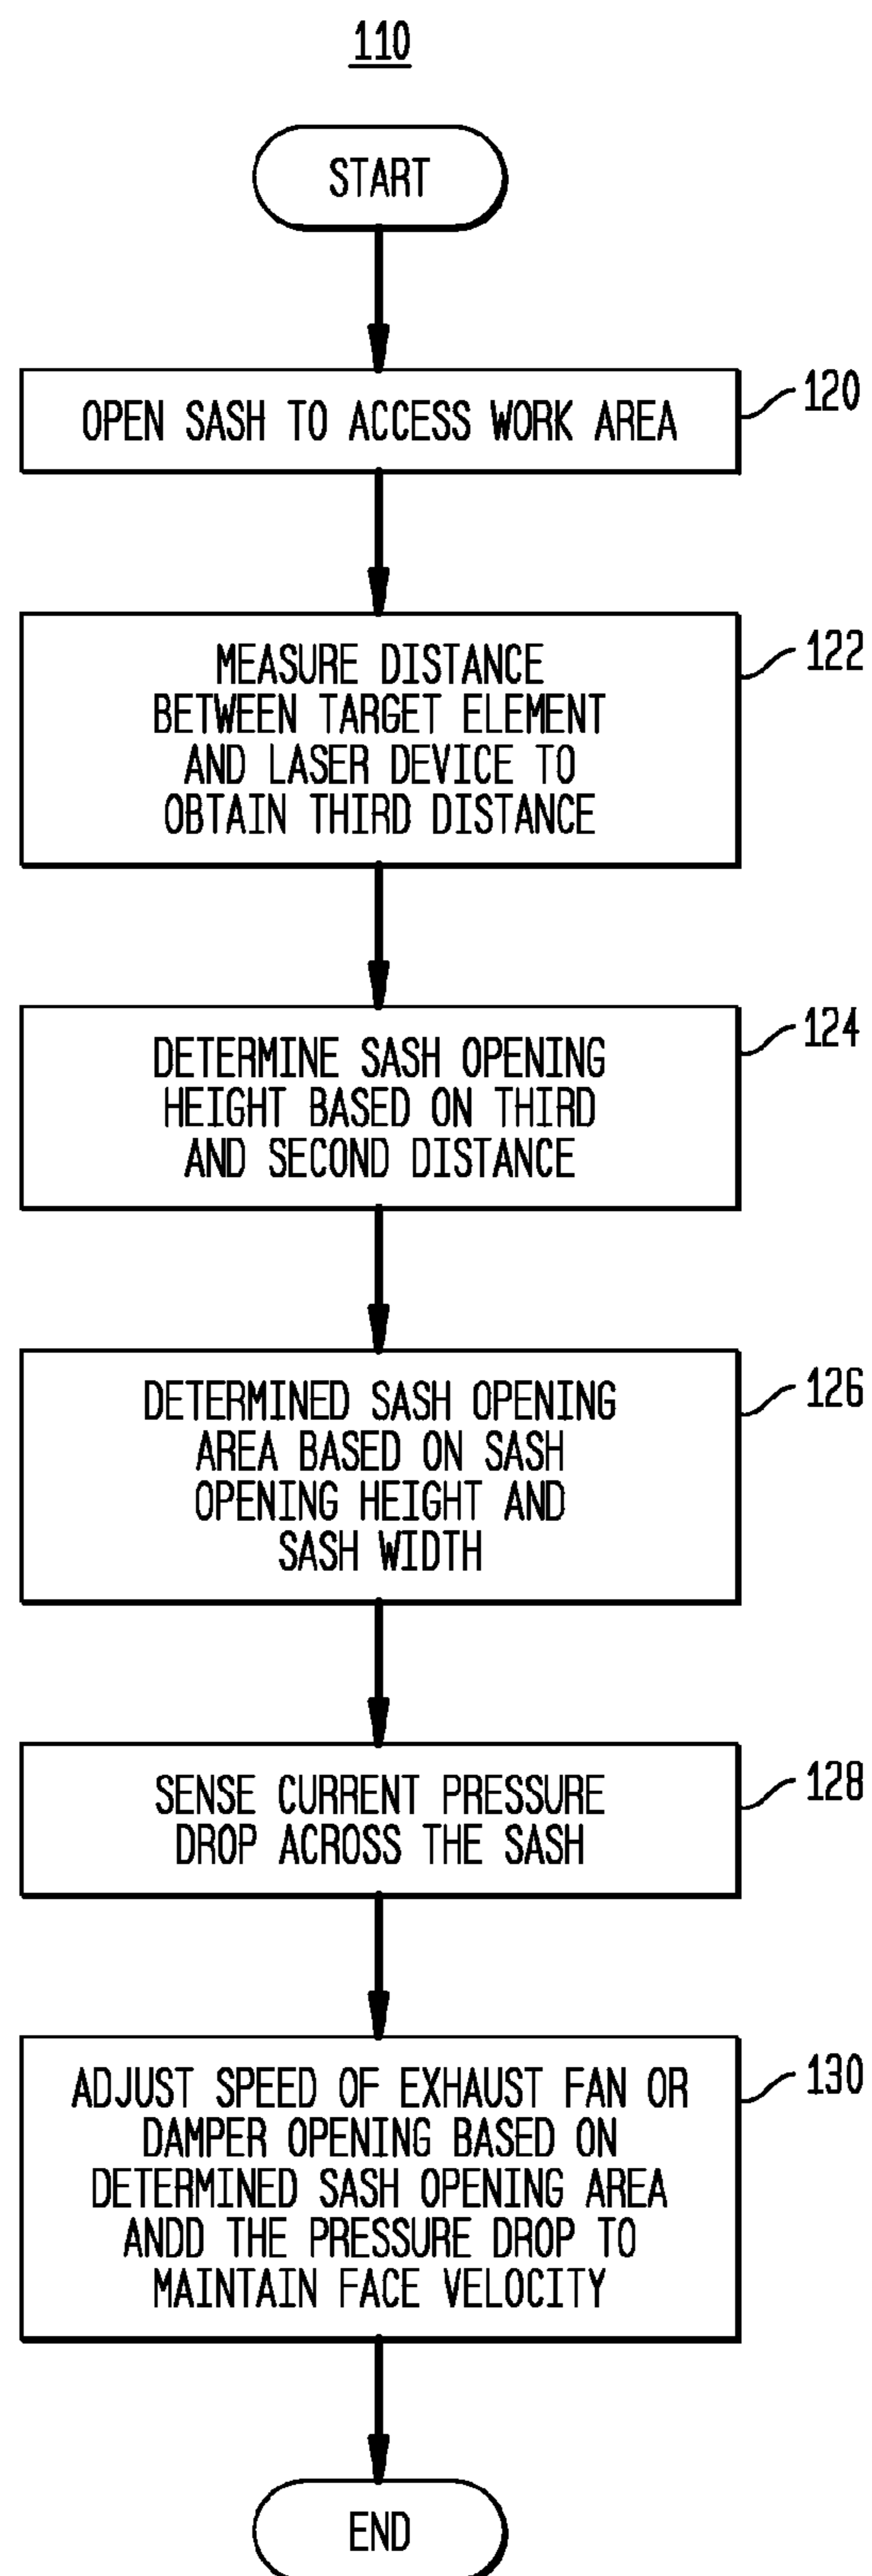 110
START
OPEN SASH TO ACCESS WORK AREA
120
MEASURE DISTANCE
BETWEEN TARGET ELEMENT
AND LASER DEVICE TO
OBTAIN THIRD DISTANCE
122
DETERMINE SASH OPENING
HEIGHT BASED ON THIRD
AND SECOND DISTANCE
124
DETERMINED SASH OPENING
AREA BASED ON SASH
OPENING HEIGHT AND
SASH WIDTH
126
SENSE CURRENT PRESSURE
DROP ACROSS THE SASH
128
ADJUST SPEED OF EXHAUST FAN OR
DAMPER OPENING BASED ON
DETERMINED SASH OPENING AREA
ANDD THE PRESSURE DROP TO
MAINTAIN FACE VELOCITY
130
END